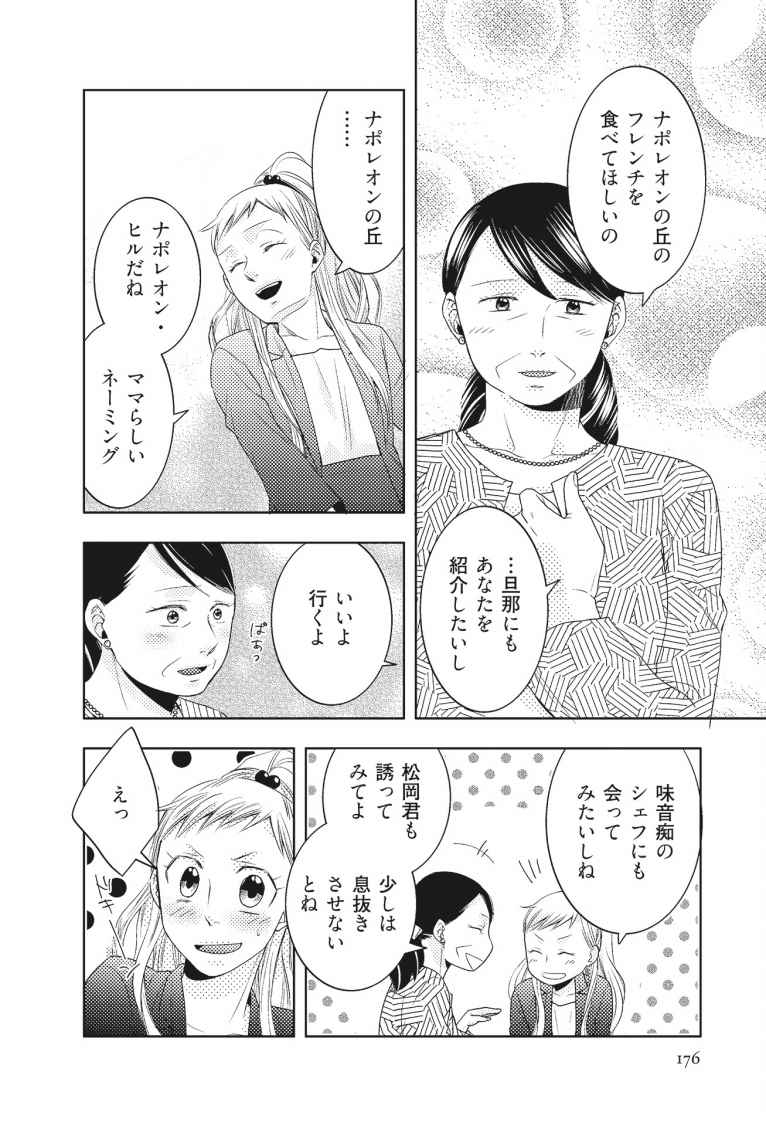 ナポレオンの丘の
フレンチを
食べてほしいの
…旦那にも
あなたを
紹介したいし
ナポレオンの丘
……
ナポレオン・
ヒルだね
ママらしい
ネーミング
いいよ
行くよ
ぱぁっ
味音痴の
シェフにも
会って
みたいしね
松岡君も
誘って
みてよ
少しは
息抜き
させない
とね
えっ
ドキッ
176